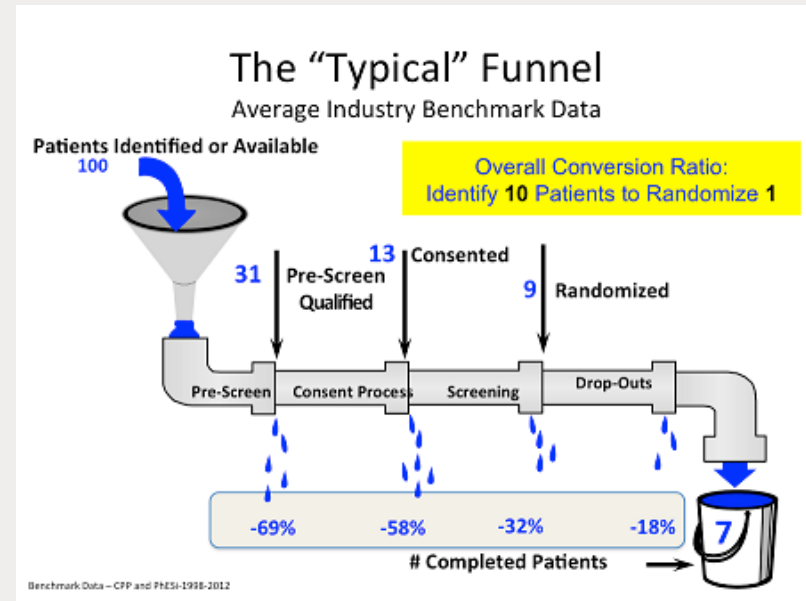 The “Typical” Funnel
Average Industry Benchmark Data
Patients Identified or Available
100
Overall Conversion Ratio:
Identify 10 Patients to Randomize 1
31
Pre-Screen
Qualified
13
Consented
9
Randomized
Pre-Screen
Consent Process
Screening
Drop-Outs
-69%
-58%
-32%
-18%
7
# Completed Patients
Benchmark Data – CPP and PhESi-1998-2012